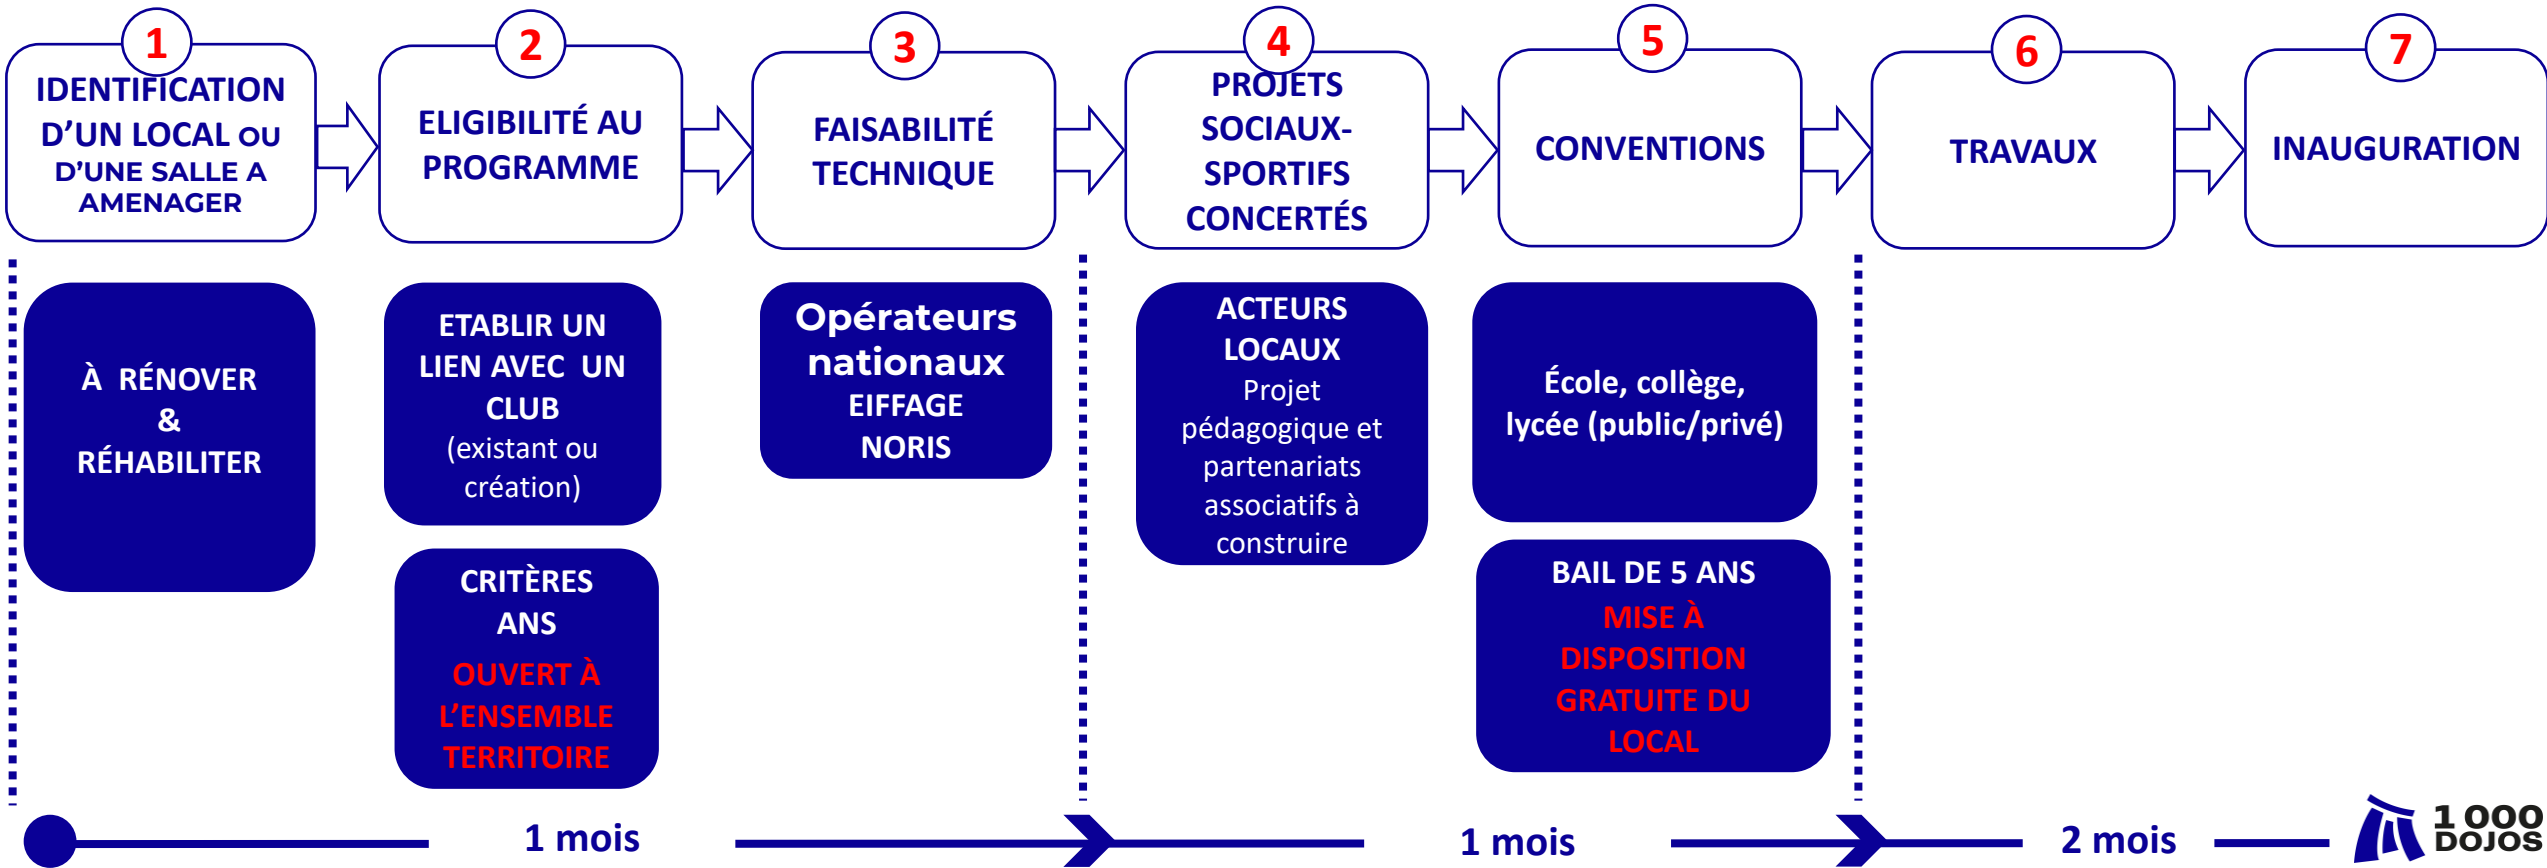 1
IDENTIFICATION
D'UN LOCAL OU
D'UNE SALLE A
AMENAGER
2
ELIGIBILITÉ AU
PROGRAMME
3
FAISABILITÉ
TECHNIQUE
4
PROJETS
SOCIAUX-
SPORTIFS
CONCERTÉS
5
CONVENTIONS
6
TRAVAUX
7
INAUGURATION
À RÉNOVER
&
RÉHABILITER
ETABLIR UN
LIEN AVEC UN
CLUB
(existant ou
création)
CRITÈRES
ANS
OUVERT À
L'ENSEMBLE
TERRITOIRE
Opérateurs
nationaux
EIFFAGE
NORIS
ACTEURS
LOCAUX
Projet
pédagogique et
partenariats
associatifs à
construire
École, collège,
lycée (public/privé)
BAIL DE 5 ANS
MISE À
DISPOSITION
GRATUITE DU
LOCAL
1 mois
1 mois
2 mois
1 000
DOJOS